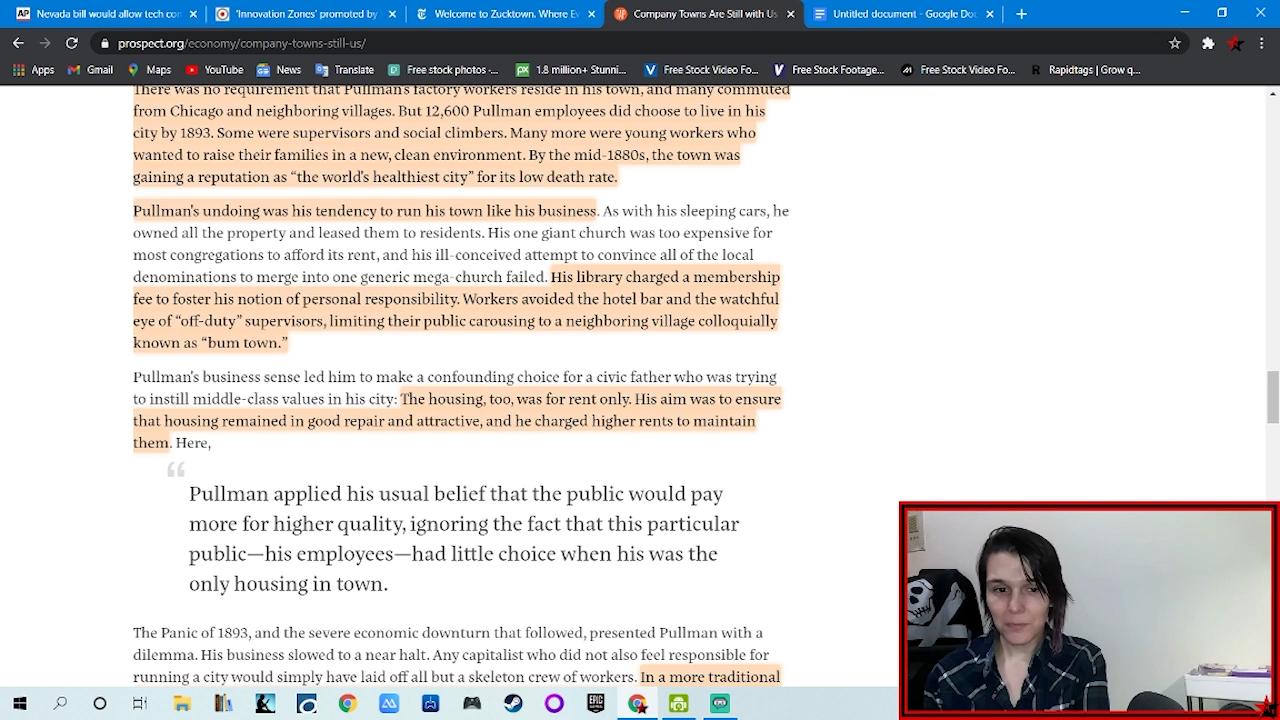 Nevada bill would allow tech con
'Innovation Zones' promoted by
Welcome to Zucktown. Where Ev
Company Towns Are Still with Us
Untitled document - Google Doc
prospect.org/economy/company-towns-still-us/
Apps
Gmail
Maps
YouTube
News
Translate
Free stock photos -...
1.8 million+ Stunni...
Free Stock Video Fo...
Free Stock Footage...
Free Stock Video Fo...
Rapidtags | Grow q...
There was no requirement that Pullman's factory workers reside in his town, and many commuted
from Chicago and neighboring villages. But 12,600 Pullman employees did choose to live in his
city by 1893. Some were supervisors and social climbers. Many more were young workers who
wanted to raise their families in a new, clean environment. By the mid-1880s, the town was
gaining a reputation as “the world's healthiest city” for its low death rate.
Pullman's undoing was his tendency to run his town like his business. As with his sleeping cars, he
owned all the property and leased them to residents. His one giant church was too expensive for
most congregations to afford its rent, and his ill-conceived attempt to convince all of the local
denominations to merge into one generic mega-church failed. His library charged a membership
fee to foster his notion of personal responsibility. Workers avoided the hotel bar and the watchful
eye of “off-duty” supervisors, limiting their public carousing to a neighboring village colloquially
known as “bum town.”
Pullman's business sense led him to make a confounding choice for a civic father who was trying
to instill middle-class values in his city: The housing, too, was for rent only. His aim was to ensure
that housing remained in good repair and attractive, and he charged higher rents to maintain
them. Here,
“
Pullman applied his usual belief that the public would pay
more for higher quality, ignoring the fact that this particular
public—his employees—had little choice when his was the
only housing in town.
The Panic of 1893, and the severe economic downturn that followed, presented Pullman with a
dilemma. His business slowed to a near halt. Any capitalist who did not also feel responsible for
running a city would simply have laid off all but a skeleton crew of workers. In a more traditional